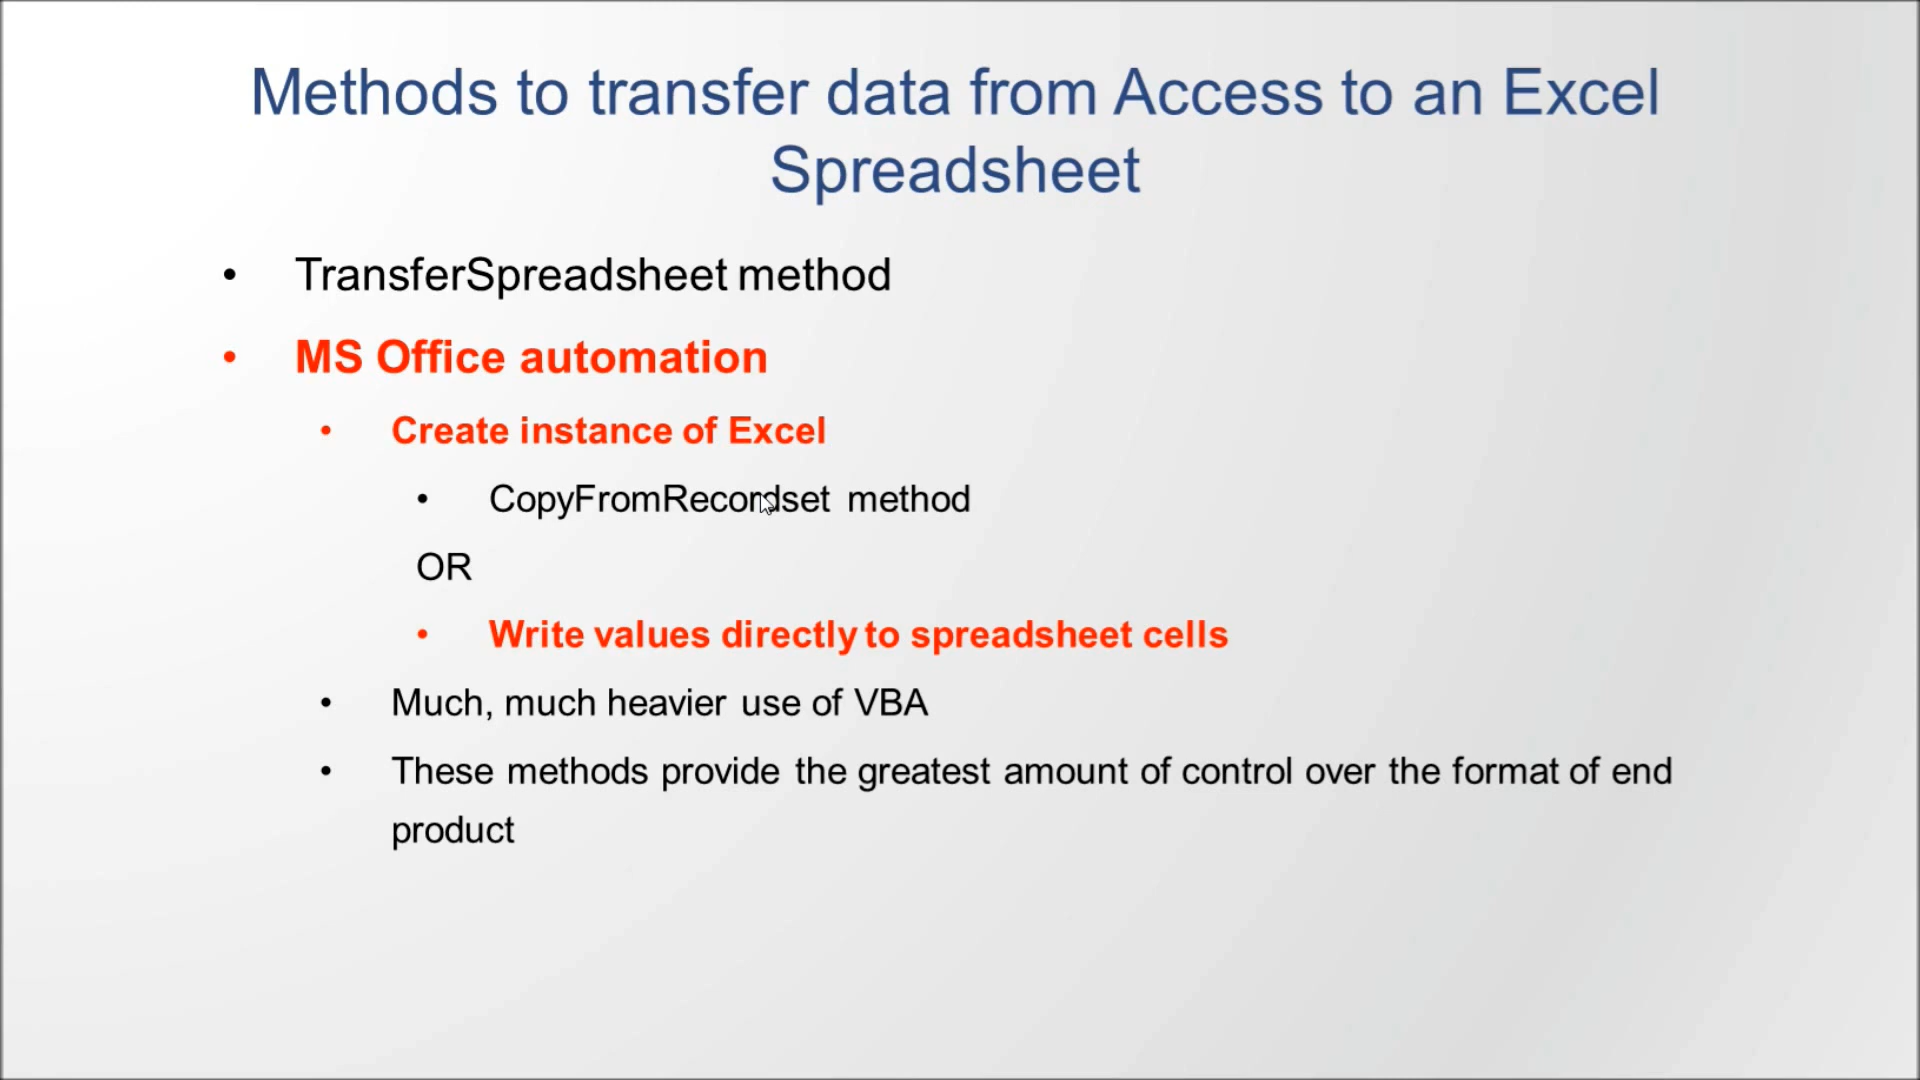 Methods to transfer data from Access to an Excel
Spreadsheet
• TransferSpreadsheet method
• MS Office automation
• Create instance of Excel
• CopyFromRecordset method
OR
• Write values directly to spreadsheet cells
• Much, much heavier use of VBA
• These methods provide the greatest amount of control over the format of end
product